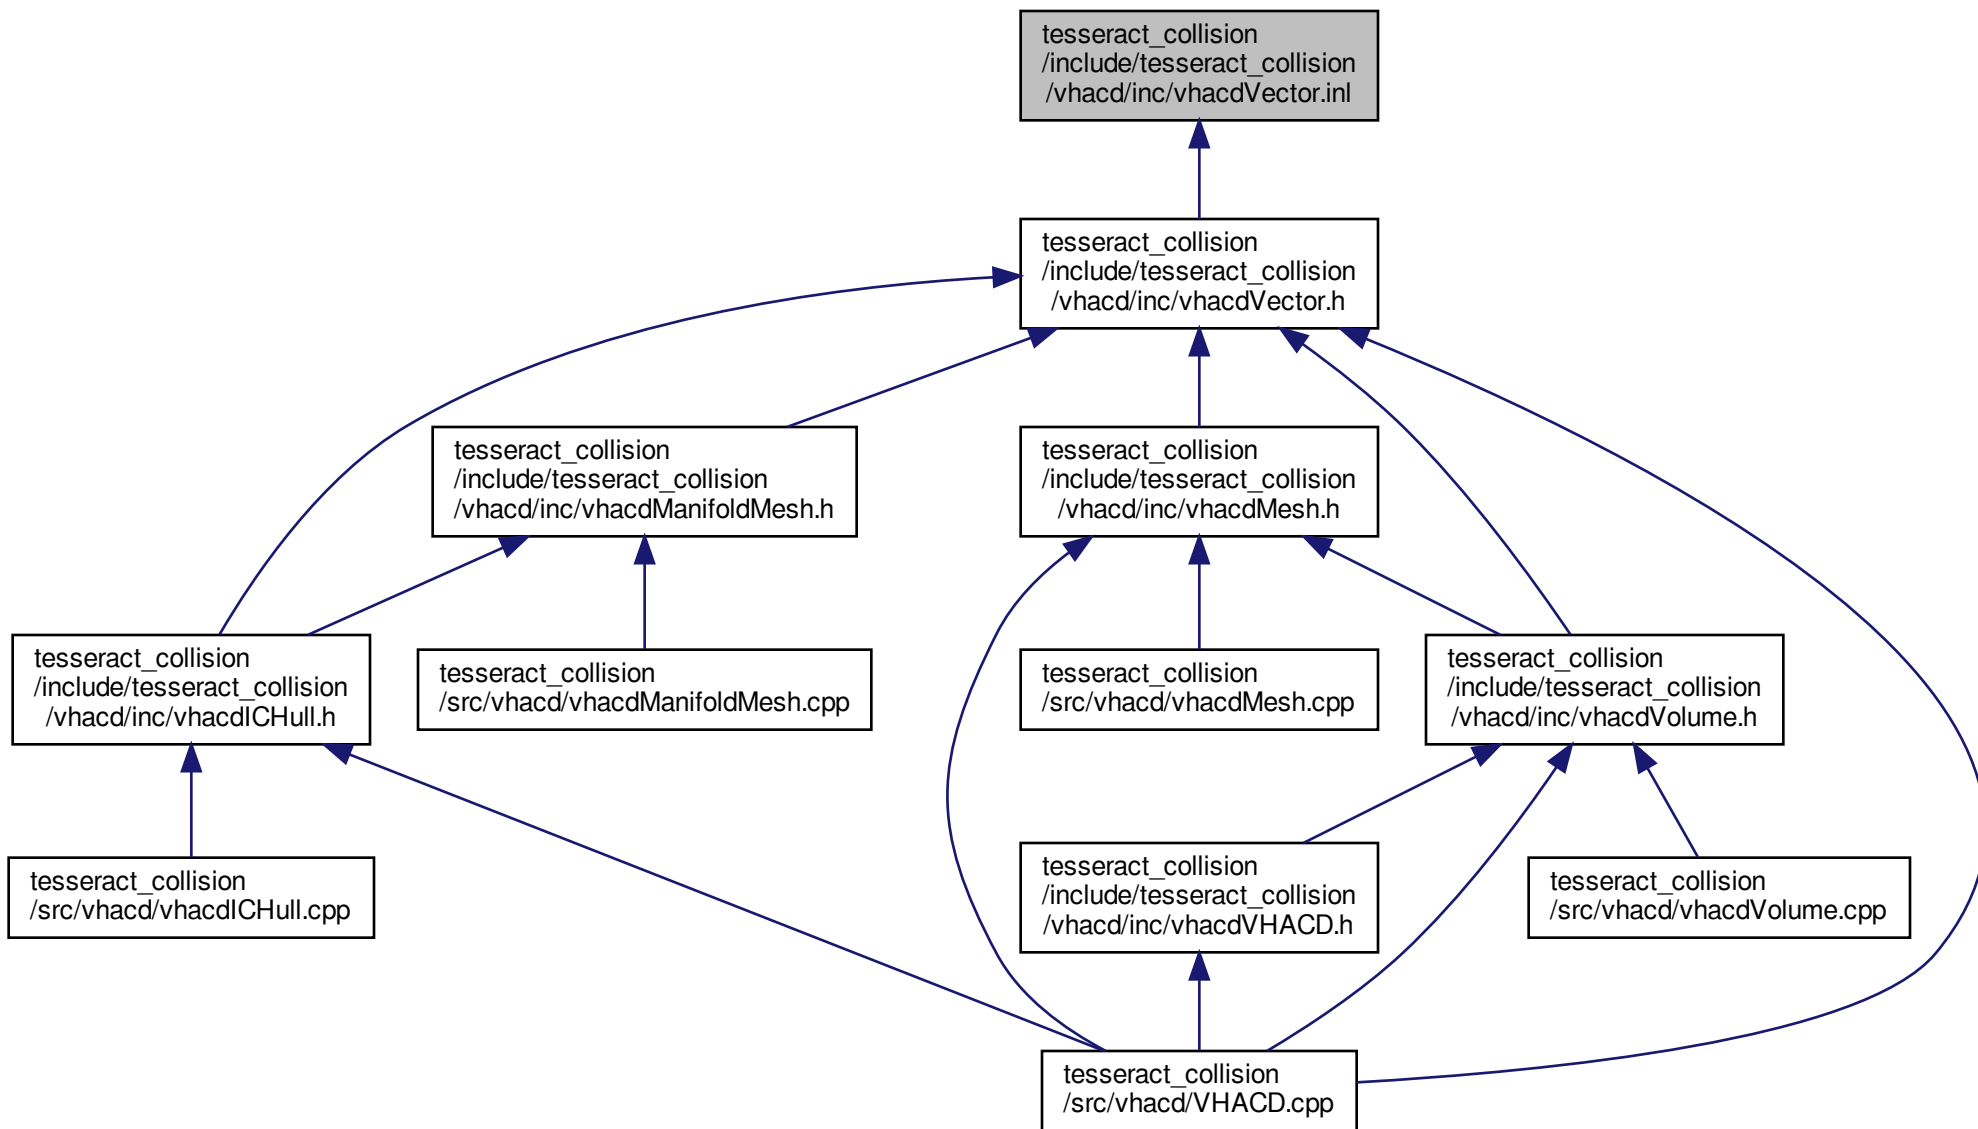 tesseract_collision
/include/tesseract_collision
/vhacd/inc/vhacdVector.inl
tesseract_collision
/include/tesseract_collision
/vhacd/inc/vhacdVector.h
tesseract_collision
/include/tesseract_collision
/vhacd/inc/vhacdManifoldMesh.h
tesseract_collision
/include/tesseract_collision
/vhacd/inc/vhacdMesh.h
tesseract_collision
/include/tesseract_collision
/vhacd/inc/vhacdICHull.h
tesseract_collision
/src/vhacd/vhacdManifoldMesh.cpp
tesseract_collision
/src/vhacd/vhacdMesh.cpp
tesseract_collision
/include/tesseract_collision
/vhacd/inc/vhacdVolume.h
tesseract_collision
/src/vhacd/vhacdICHull.cpp
tesseract_collision
/include/tesseract_collision
/vhacd/inc/vhacdVHACD.h
tesseract_collision
/src/vhacd/vhacdVolume.cpp
tesseract_collision
/src/vhacd/VHACD.cpp